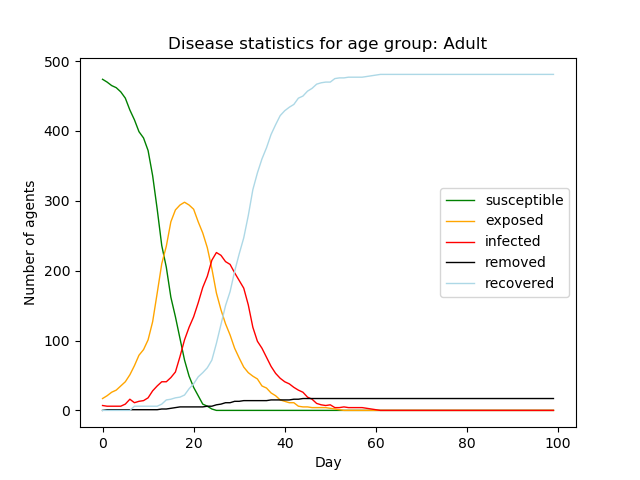 Disease statistics for age group: Adult
500
400
300
200
100
0
Number of agents
susceptible
exposed
infected
removed
recovered
0 20 40 60 80 100
Day